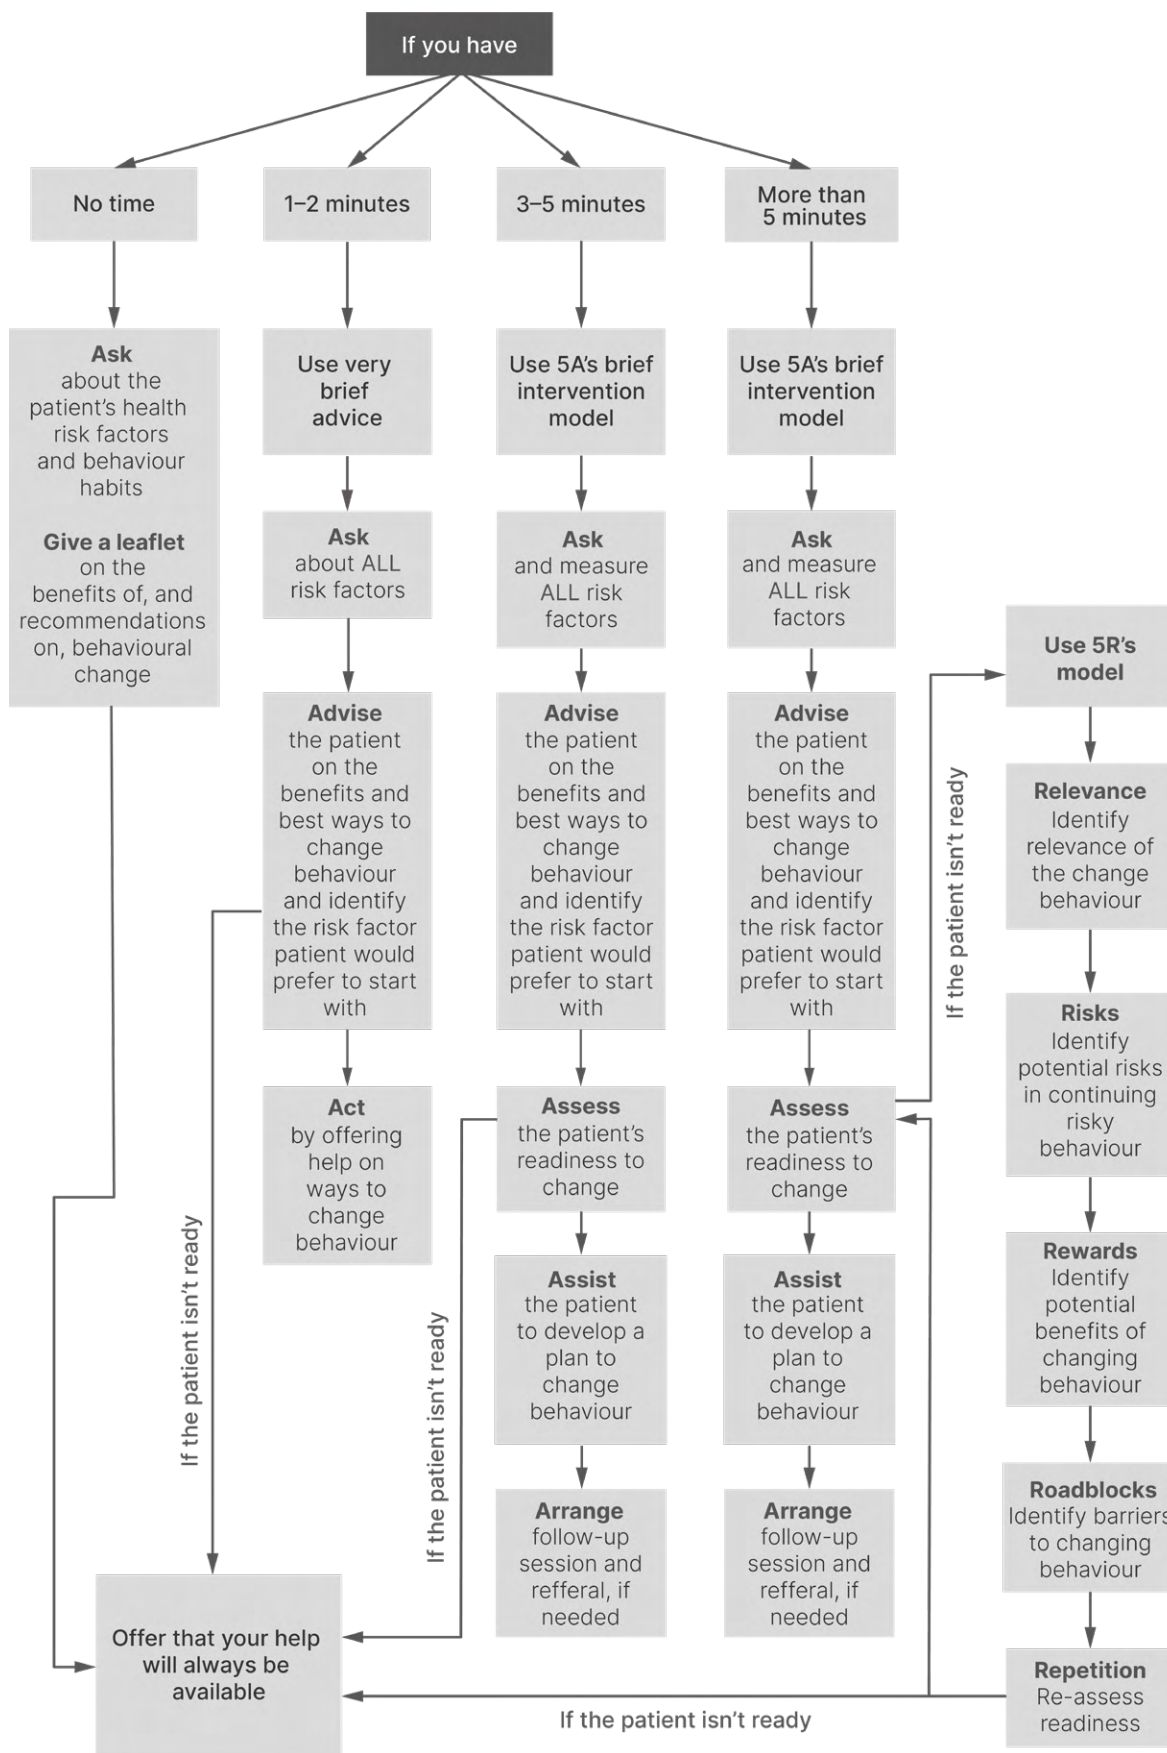 If you have
No time
1–2 minutes
3–5 minutes
More than
5 minutes
Ask
about the
patient's health
risk factors
and behaviour
habits
Give a leaflet
on the
benefits of, and
recommendations
on, behavioural
change
Use very
brief
advice
Ask
about ALL
risk factors
Advise
the patient
on the
benefits and
best ways to
change
behaviour
and identify
the risk factor
patient would
prefer to start
with
Act
by offering
help on
ways to
change
behaviour
If the patient isn't ready
Use 5A's brief
intervention
model
Ask
and measure
ALL risk
factors
Advise
the patient
on the
benefits and
best ways to
change
behaviour
and identify
the risk factor
patient would
prefer to start
with
Assess
the patient's
readiness to
change
Assist
the patient
to develop a
plan to
change
behaviour
Arrange
follow-up
session and
refferal, if
needed
If the patient isn't ready
Use 5A's brief
intervention
model
Ask
and measure
ALL risk
factors
Advise
the patient
on the
benefits and
best ways to
change
behaviour
and identify
the risk factor
patient would
prefer to start
with
Assess
the patient's
readiness to
change
Assist
the patient
to develop a
plan to
change
behaviour
Arrange
follow-up
session and
refferal, if
needed
If the patient isn't ready
Use 5R's
model
Relevance
Identify
relevance of
the change
behaviour
Risks
Identify
potential risks
in continuing
risky
behaviour
Rewards
Identify
potential
benefits of
changing
behaviour
Roadblocks
Identify barriers
to changing
behaviour
Repetition
Re-assess
readiness
If the patient isn't ready
Offer that your help
will always be
available